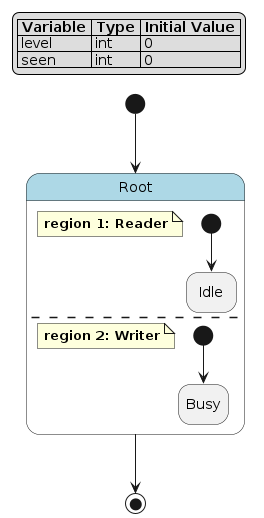 Variable Type Initial Value
level int 0
seen int 0
Root
region 1: Reader
Idle
region 2: Writer
Busy